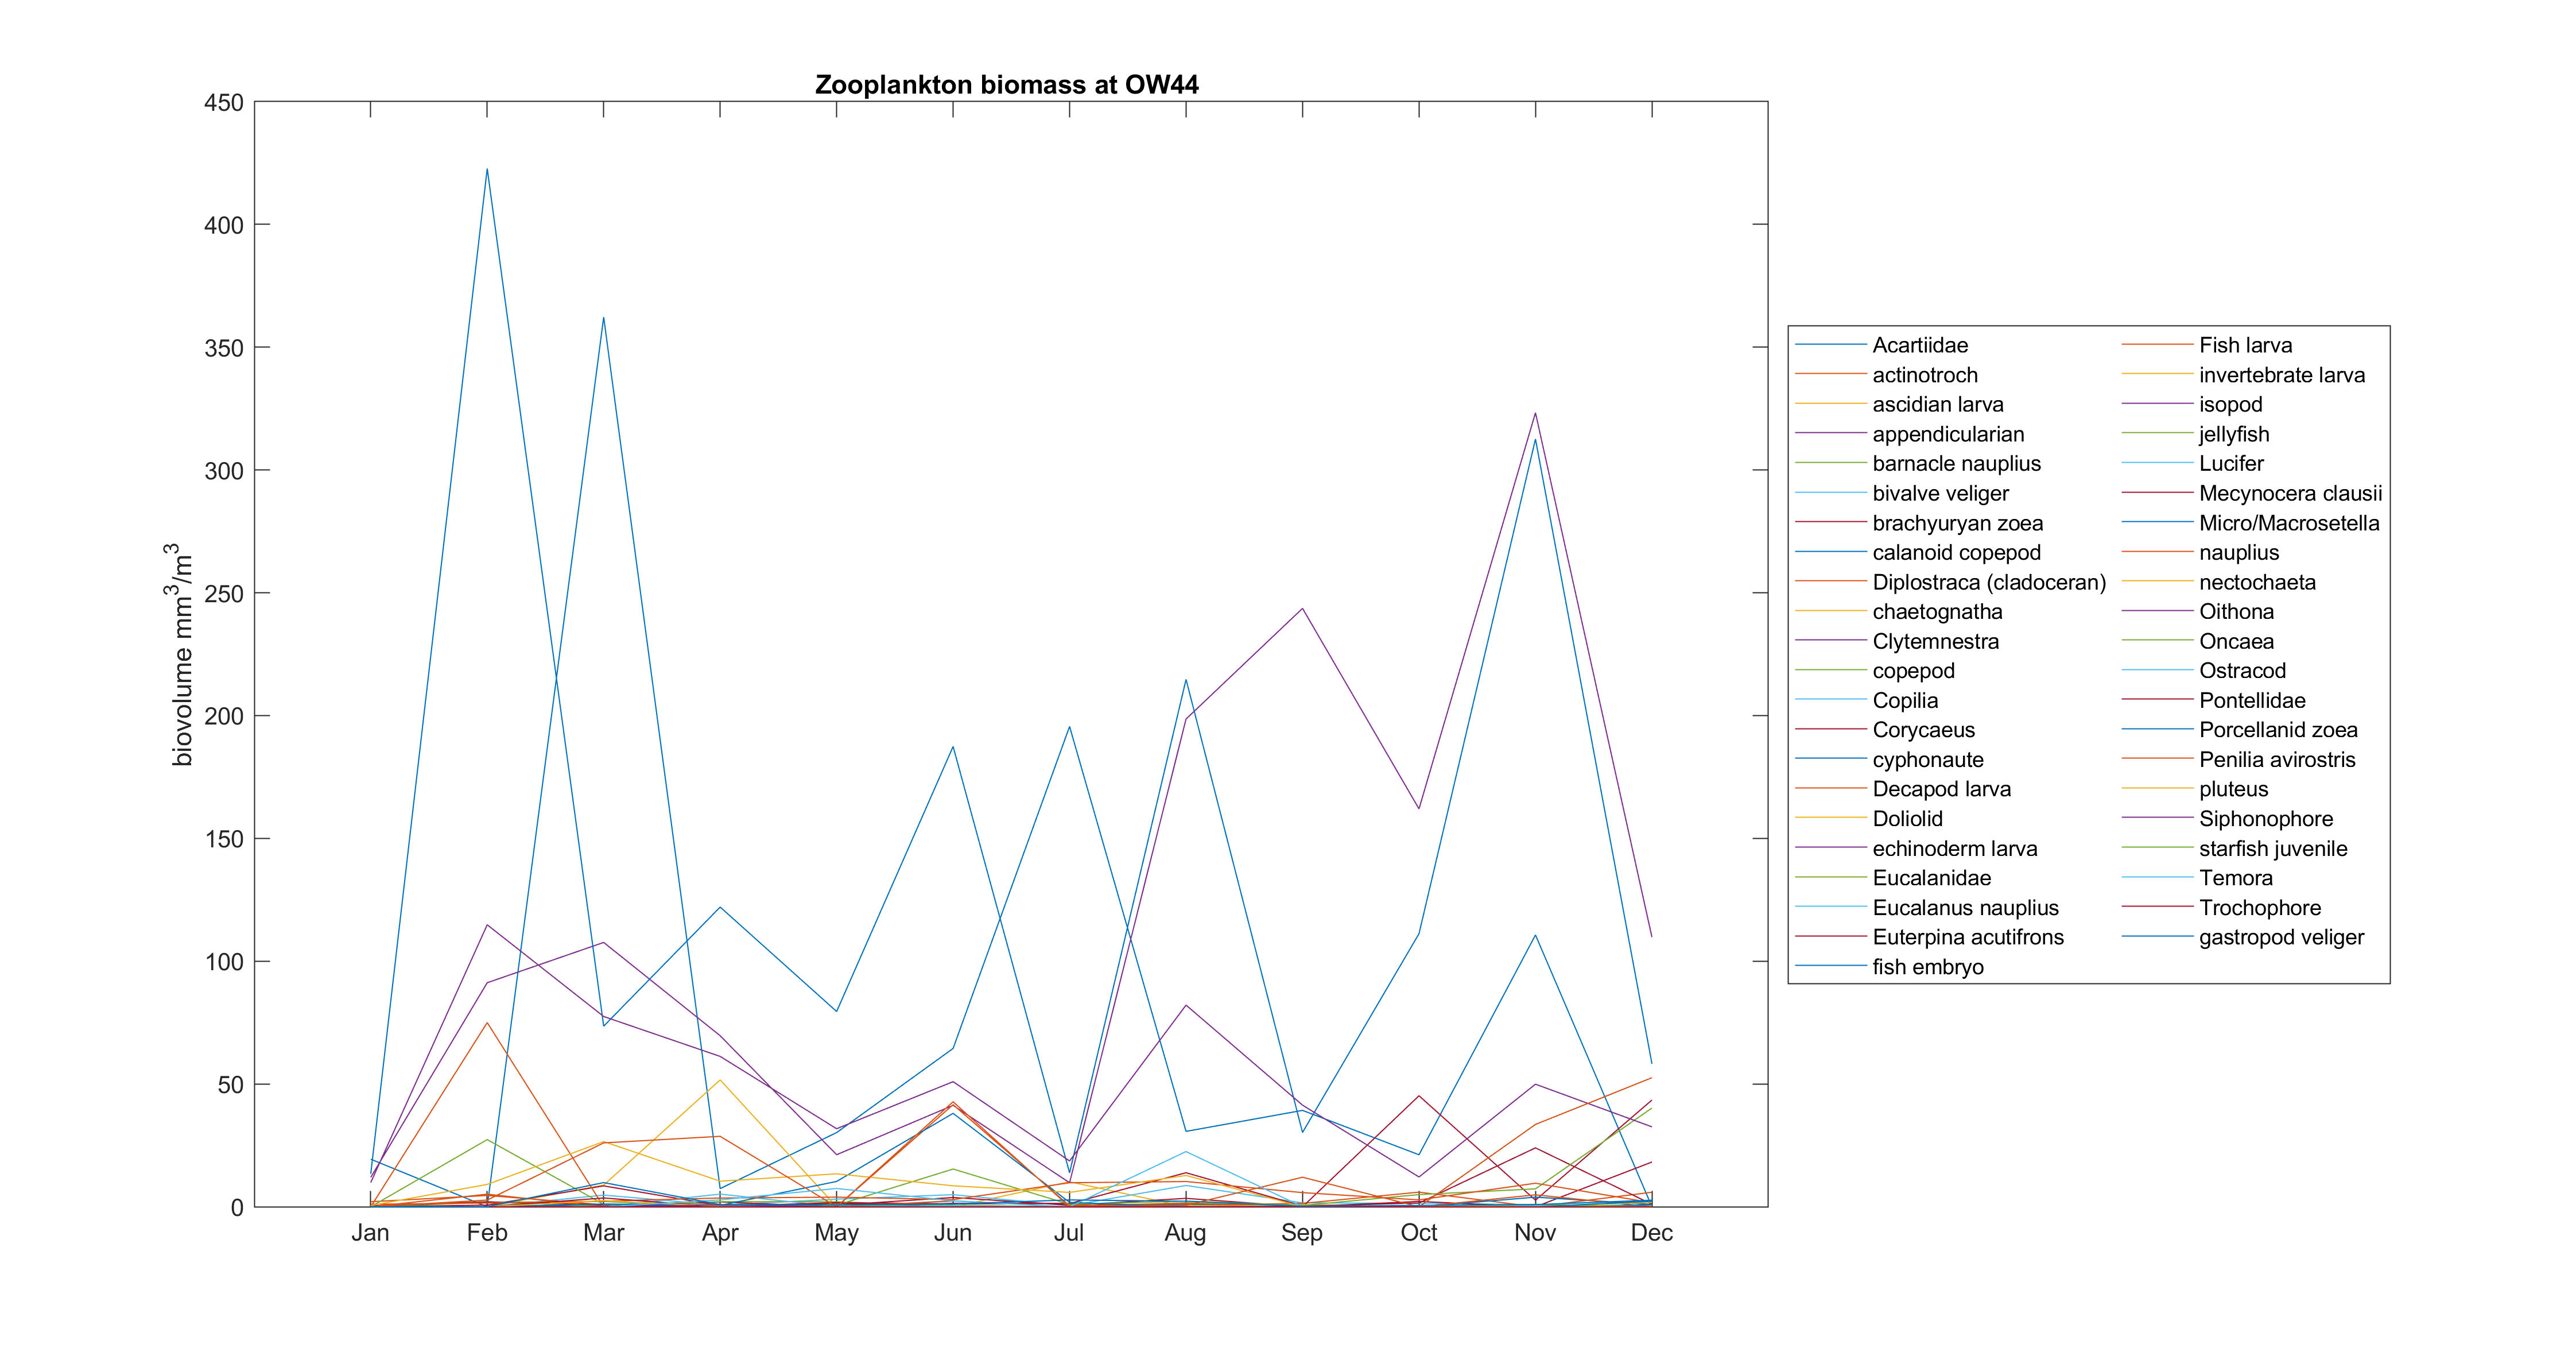 Zooplankton biomass at OW44
450
400
350
300
250
200
150
100
50
0
biovolume mm³/m³
Jan Feb Mar Apr May Jun Jul Aug Sep Oct Nov Dec
Acartiidae
actinotroch
ascidian larva
appendicularian
barnacle nauplius
bivalve veliger
brachyuryan zoea
calanoid copepod
Diplostraca (cladoceran)
chaetognatha
Clytemnestra
copepod
Copilia
Corycaeus
cyphonaute
Decapod larva
Doliolid
echinoderm larva
Eucalanidae
Eucalanus nauplius
Euterpina acutifrons
fish embryo
Fish larva
invertebrate larva
isopod
jellyfish
Lucifer
Mecynocera clausii
Micro/Macrosetella
nauplius
nectochaeta
Oithona
Oncaea
Ostracod
Pontellidae
Porcellanid zoea
Penilia avirostris
pluteus
Siphonophore
starfish juvenile
Temora
Trochophore
gastropod veliger